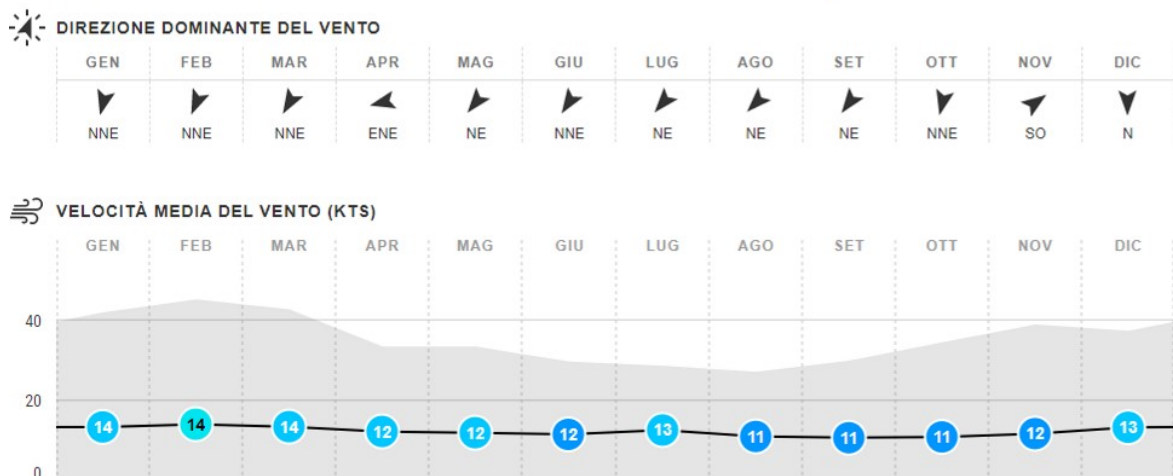 DIREZIONE DOMINANTE DEL VENTO
GEN FEB MAR APR MAG GIU LUG AGO SET OTT NOV DIC
NNE NNE NNE ENE NE NNE NE NE NE NNE SO N
VELOCITÀ MEDIA DEL VENTO (KTS)
GEN FEB MAR APR MAG GIU LUG AGO SET OTT NOV DIC
40
20
14 14 14 12 12 12 13 11 11 11 12 13
0